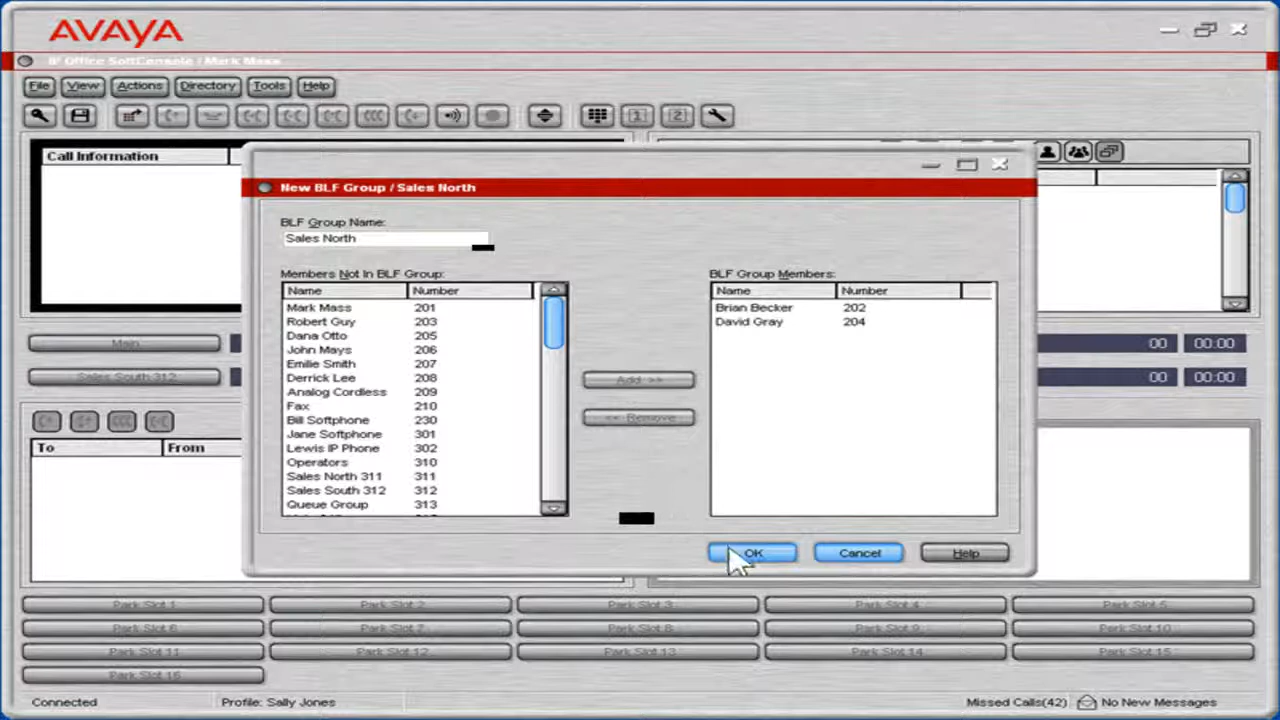 AVAYA
IP Office SoftConsole / Mark Mass
File View Actions Directory Tools Help
Call Information
New BLF Group / Sales North
BLF Group Name:
Sales North
Members Not In BLF Group:
Name Number
Mark Mass 201
Robert Guy 203
Dana Otto 205
John Mays 206
Emilie Smith 207
Derrick Lee 208
Analog Cordless 209
Fax 210
Bill Softphone 230
Jane Softphone 301
Lewis IP Phone 302
Operators 310
Sales North 311 311
Sales South 312 312
Queue Group 313
Add >>
<< Remove
BLF Group Members:
Name Number
Brian Becker 202
David Gray 204
OK Cancel Help
Main 00 00:00
Sales South 312 00 00:00
To From
Park Slot 1 Park Slot 2 Park Slot 3 Park Slot 4 Park Slot 5
Park Slot 6 Park Slot 7 Park Slot 8 Park Slot 9 Park Slot 10
Park Slot 11 Park Slot 12 Park Slot 13 Park Slot 14 Park Slot 15
Park Slot 16
Connected Profile: Sally Jones Missed Calls(42) No New Messages